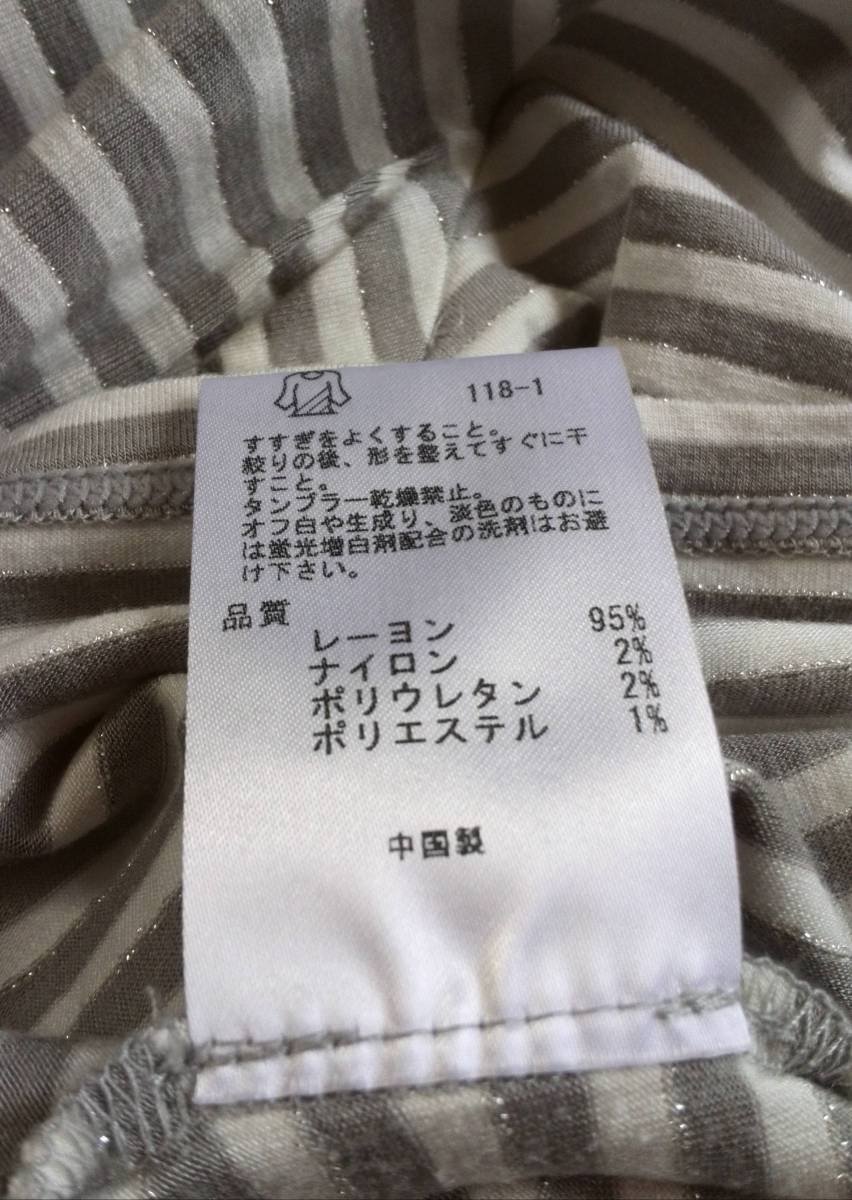 118-1
すすぎをよくすること。
絞りの後、形を整えてすぐに干
すこと。
タンブラー乾燥禁止。
オフ白や生成り、淡色のものに
は蛍光増白剤配合の洗剤はお避
け下さい。
品質
レーヨン 95%
ナイロン 2%
ポリウレタン 2%
ポリエステル 1%
中国製